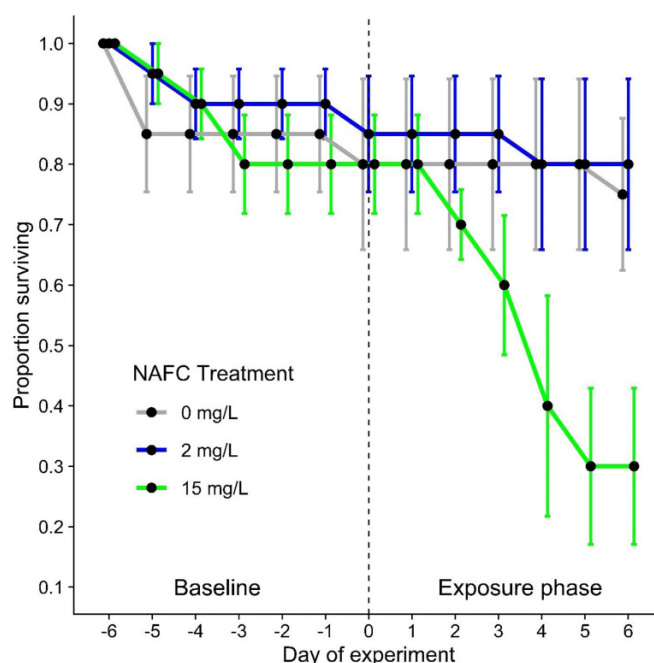 1.0
0.9
0.8
0.7
0.6
0.5
0.4
0.3
0.2
0.1
Proportion surviving
NAFC Treatment
0 mg/L
2 mg/L
15 mg/L
Baseline Exposure phase
-6 -5 -4 -3 -2 -1 0 1 2 3 4 5 6
Day of experiment